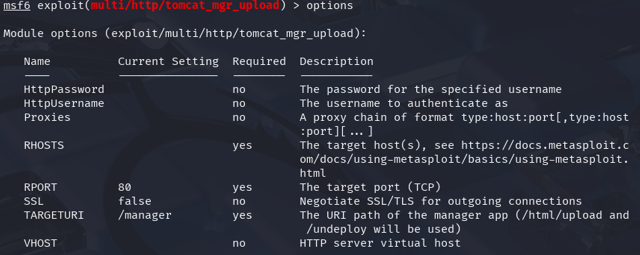 msf6 exploit(multi/http/tomcat_mgr_upload) > options
Module options (exploit/multi/http/tomcat_mgr_upload):
Name Current Setting Required Description
HttpPassword no The password for the specified username
HttpUsername no The username to authenticate as
Proxies no A proxy chain of format type:host:port[,type:host
:port][...]
RHOSTS yes The target host(s), see https://docs.metasploit.c
om/docs/using-metasploit/basics/using-metasploit.
html
RPORT 80 yes The target port (TCP)
SSL false no Negotiate SSL/TLS for outgoing connections
TARGETURI /manager yes The URI path of the manager app (/html/upload and
/undeploy will be used)
VHOST no HTTP server virtual host